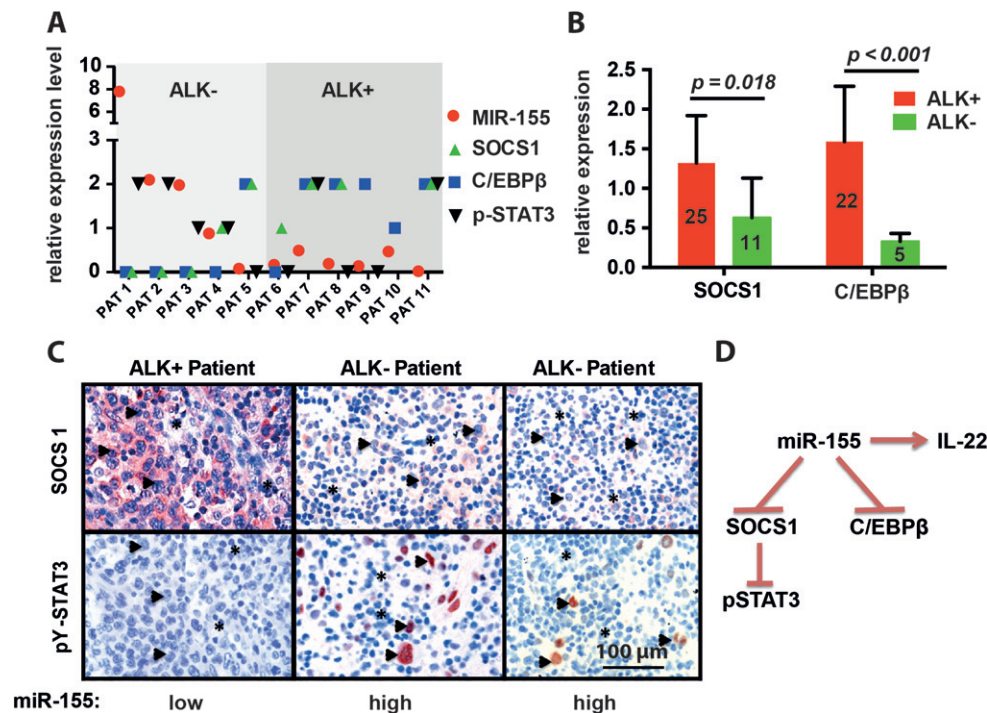 A
relative expression level
10
8
6
4
2
3
2
1
0
ALK-
ALK+
MIR-155
SOCS1
C/EBPβ
p-STAT3
PAT 1
PAT 2
PAT 3
PAT 4
PAT 5
PAT 6
PAT 7
PAT 8
PAT 9
PAT 10
PAT 11
B
relative expression
2.5
2.0
1.5
1.0
0.5
0.0
p = 0.018
p < 0.001
ALK+
ALK-
25
11
22
5
SOCS1
C/EBPβ
C
ALK+ Patient
ALK- Patient
ALK- Patient
SOCS 1
pY-STAT3
100 µm
miR-155:
low
high
high
D
miR-155
IL-22
SOCS1
C/EBPβ
pSTAT3